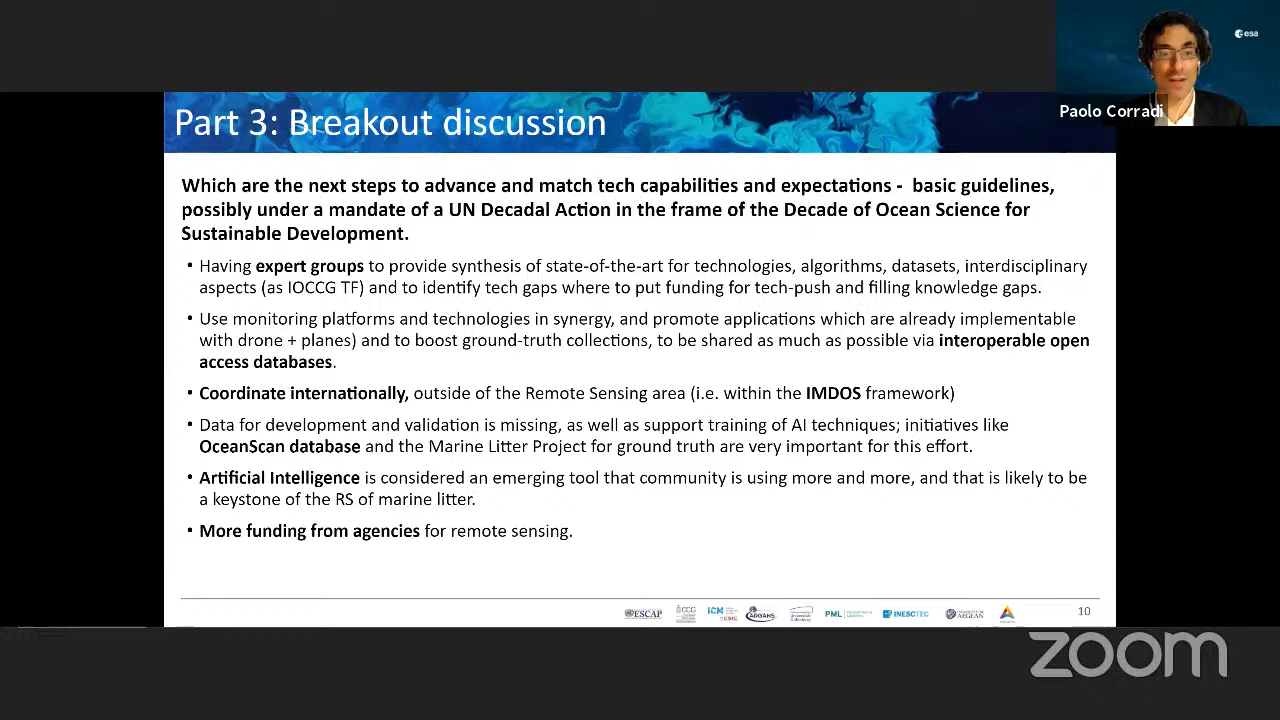 esa
Paolo Corradi
Part 3: Breakout discussion
Which are the next steps to advance and match tech capabilities and expectations - basic guidelines,
possibly under a mandate of a UN Decadal Action in the frame of the Decade of Ocean Science for
Sustainable Development.
• Having expert groups to provide synthesis of state-of-the-art for technologies, algorithms, datasets, interdisciplinary
aspects (as IOCCG TF) and to identify tech gaps where to put funding for tech-push and filling knowledge gaps.
• Use monitoring platforms and technologies in synergy, and promote applications which are already implementable
with drone + planes) and to boost ground-truth collections, to be shared as much as possible via interoperable open
access databases.
• Coordinate internationally, outside of the Remote Sensing area (i.e. within the IMDOS framework)
• Data for development and validation is missing, as well as support training of AI techniques; initiatives like
OceanScan database and the Marine Litter Project for ground truth are very important for this effort.
• Artificial Intelligence is considered an emerging tool that community is using more and more, and that is likely to be
a keystone of the RS of marine litter.
• More funding from agencies for remote sensing.
ESCAP
ICM
CSIC
ARGANS
PML
INESCTEC
AEGEAN
10
zoom